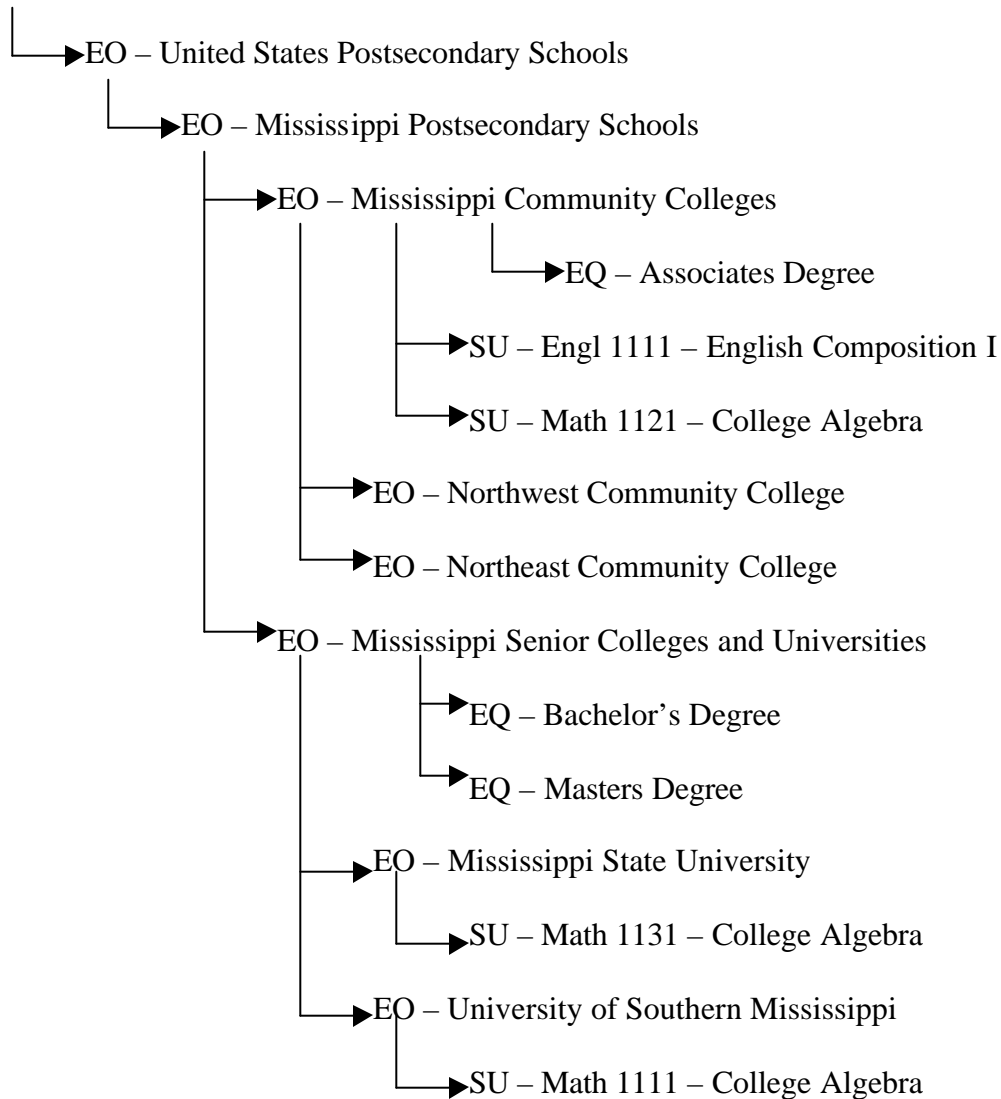 EO – United States Postsecondary Schools
EO – Mississippi Postsecondary Schools
EO – Mississippi Community Colleges
EQ – Associates Degree
SU – Engl 1111 – English Composition I
SU – Math 1121 – College Algebra
EO – Northwest Community College
EO – Northeast Community College
EO – Mississippi Senior Colleges and Universities
EQ – Bachelor’s Degree
EQ – Masters Degree
EO – Mississippi State University
SU – Math 1131 – College Algebra
EO – University of Southern Mississippi
SU – Math 1111 – College Algebra